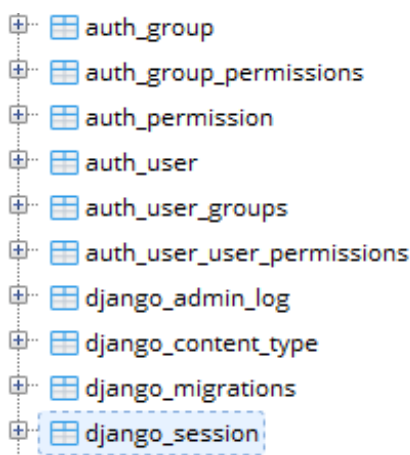 auth_group
auth_group_permissions
auth_permission
auth_user
auth_user_groups
auth_user_user_permissions
django_admin_log
django_content_type
django_migrations
django_session